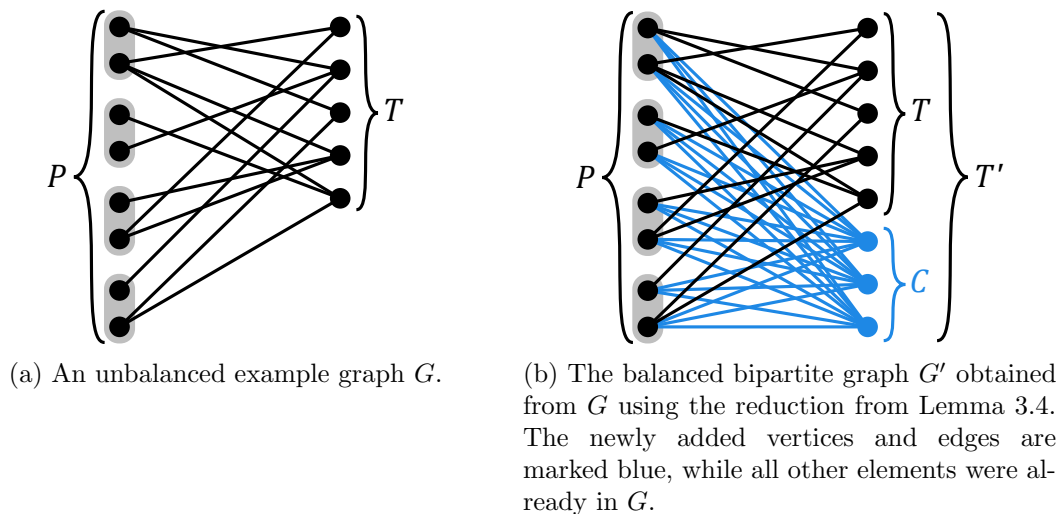 P
T
P
T
T'
C
(a) An unbalanced example graph G.
(b) The balanced bipartite graph G′ obtained
from G using the reduction from Lemma 3.4.
The newly added vertices and edges are
marked blue, while all other elements were al-
ready in G.